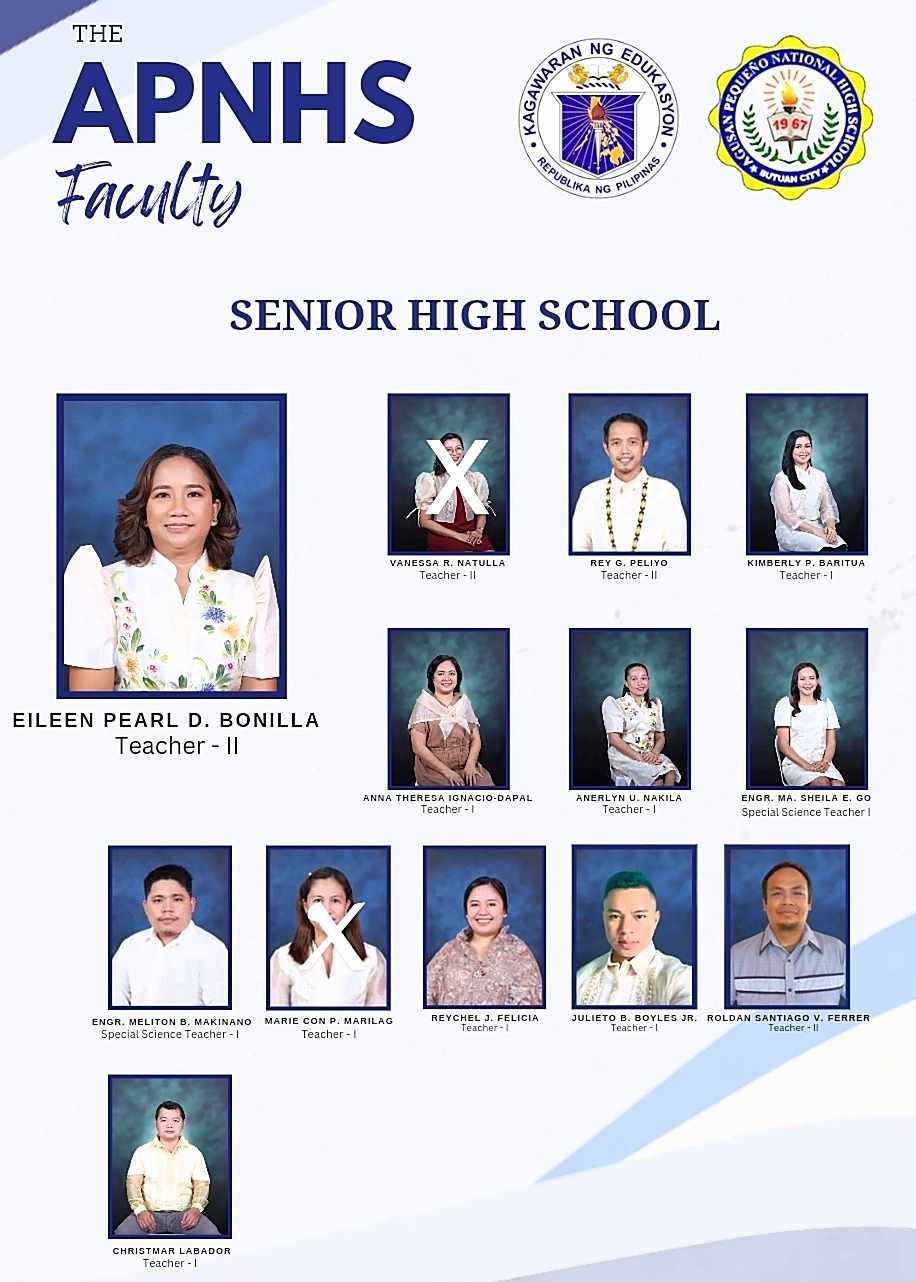 THE
APNHS
Faculty
KAGAWARAN NG EDUKASYON
REPUBLIKA NG PILIPINAS
AGUSAN PEQUEÑO NATIONAL HIGH SCHOOL
1967
BUTUAN CITY
SENIOR HIGH SCHOOL
EILEEN PEARL D. BONILLA
Teacher - II
X
VANESSA R. NATULLA
Teacher - II
REY G. PELIYO
Teacher - II
KIMBERLY P. BARITUA
Teacher - I
ANNA THERESA IGNACIO-DAPAL
Teacher - I
ANERLYN U. NAKILA
Teacher - I
ENGR. MA. SHEILA E. GO
Special Science Teacher I
ENGR. MELITON B. MAKINANO
Special Science Teacher - I
X
MARIE CON P. MARILAG
Teacher - I
REYCHEL J. FELICIA
Teacher - I
JULIETO B. BOYLES JR.
Teacher - I
ROLDAN SANTIAGO V. FERRER
Teacher - II
CHRISTMAR LABADOR
Teacher - I